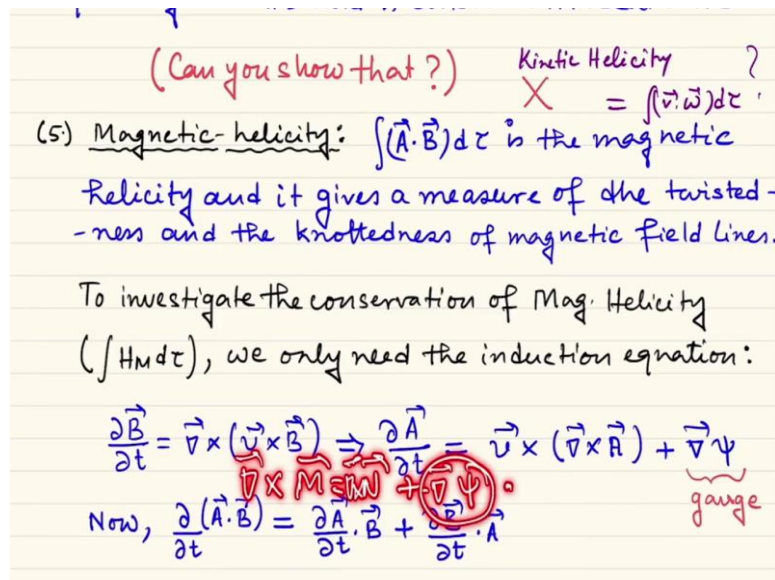 (Can you show that?)
Kinetic Helicity ?
X = ∫(v⃗.ω⃗)dτ
(5.) Magnetic-helicity: ∫(A⃗.B⃗)dτ is the magnetic
helicity and it gives a measure of the twisted-
-ness and the knottedness of magnetic field lines.
To investigate the conservation of Mag. Helicity
(∫H_M dτ), we only need the induction equation:
∂B⃗/∂t = ∇⃗×(v⃗×B⃗) ⇒ ∂A⃗/∂t = v⃗×(∇⃗×A⃗) + ∇⃗ψ
∇⃗×M⃗ = + ∇⃗ψ
gauge
Now, ∂/∂t (A⃗.B⃗) = ∂A⃗/∂t . B⃗ + ∂B⃗/∂t . A⃗